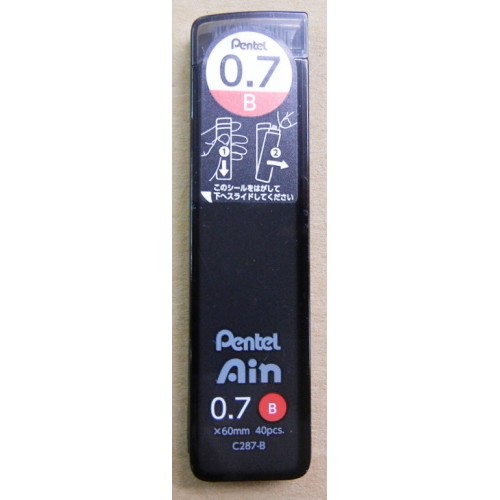 Pentel
0.7
B
1
2
このシールをはがして
下へスライドしてください
Pentel
Ain
0.7 B
×60mm 40pcs.
C287-B